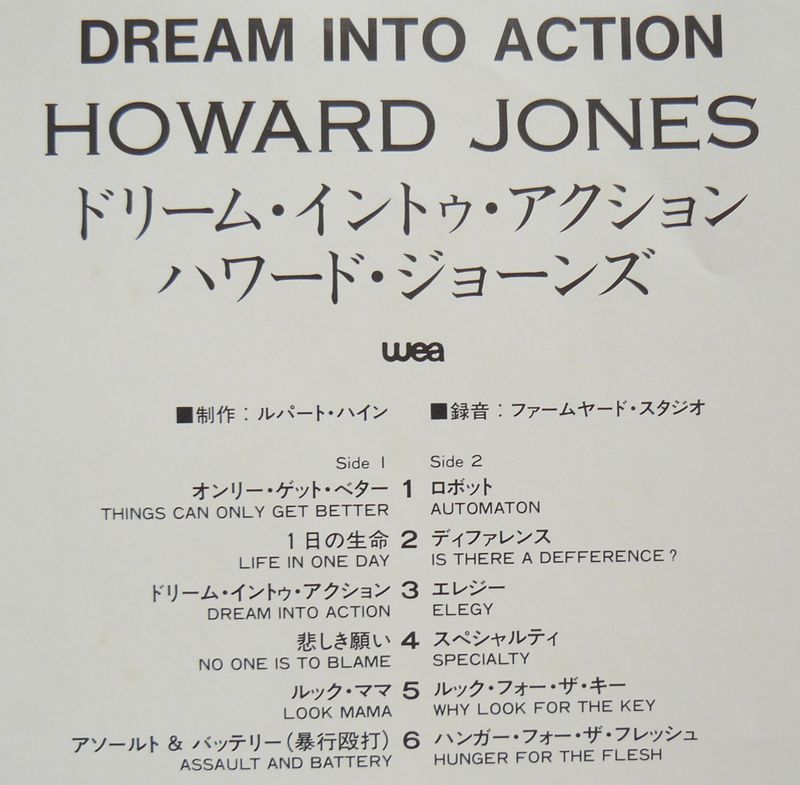 DREAM INTO ACTION
HOWARD JONES
ドリーム・イントゥ・アクション
ハワード・ジョーンズ
wea
■制作：ルパート・ハイン ■録音：ファームヤード・スタジオ
Side 1 Side 2
オンリー・ゲット・ベター 1 ロボット
THINGS CAN ONLY GET BETTER AUTOMATON
1日の生命 2 ディファレンス
LIFE IN ONE DAY IS THERE A DEFFERENCE?
ドリーム・イントゥ・アクション 3 エレジー
DREAM INTO ACTION ELEGY
悲しき願い 4 スペシャルティ
NO ONE IS TO BLAME SPECIALTY
ルック・ママ 5 ルック・フォー・ザ・キー
LOOK MAMA WHY LOOK FOR THE KEY
アソールト & バッテリー(暴行殴打) 6 ハンガー・フォー・ザ・フレッシュ
ASSAULT AND BATTERY HUNGER FOR THE FLESH